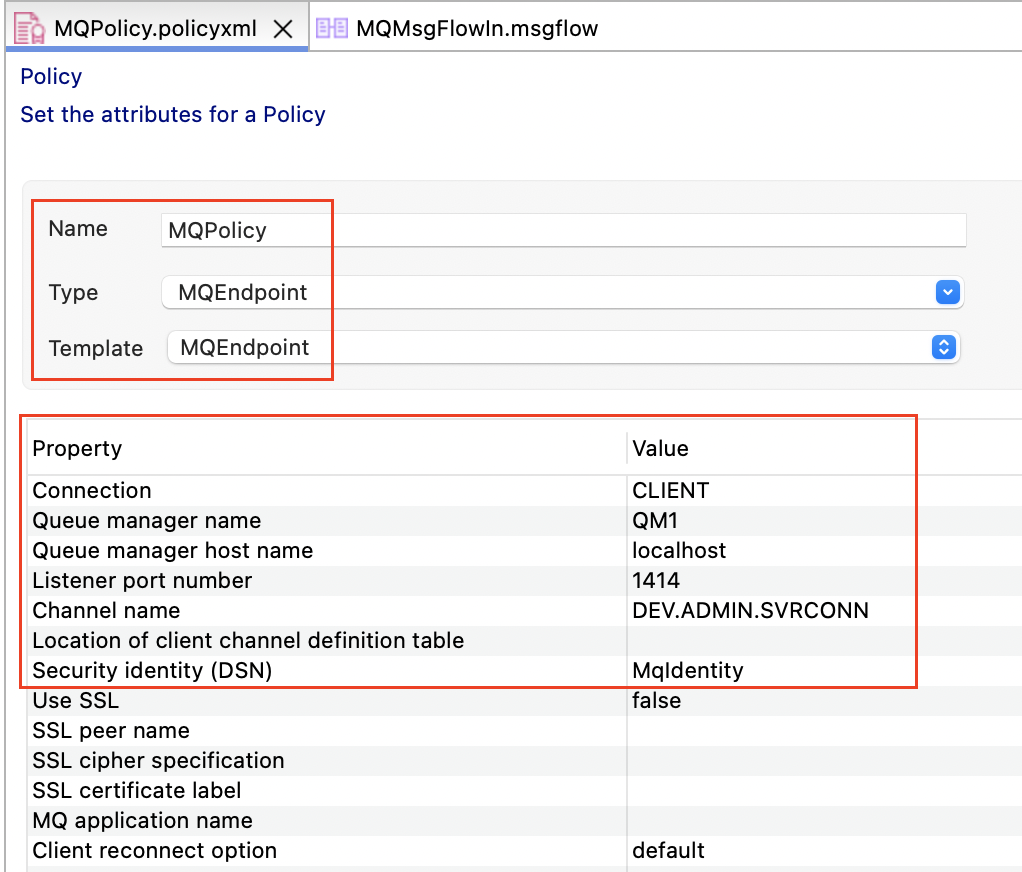 MQPolicy.policyxml MQMsgFlowIn.msgflow
Policy
Set the attributes for a Policy
Name MQPolicy
Type MQEndpoint
Template MQEndpoint
Property Value
Connection CLIENT
Queue manager name QM1
Queue manager host name localhost
Listener port number 1414
Channel name DEV.ADMIN.SVRCONN
Location of client channel definition table
Security identity (DSN) MqIdentity
Use SSL false
SSL peer name
SSL cipher specification
SSL certificate label
MQ application name
Client reconnect option default